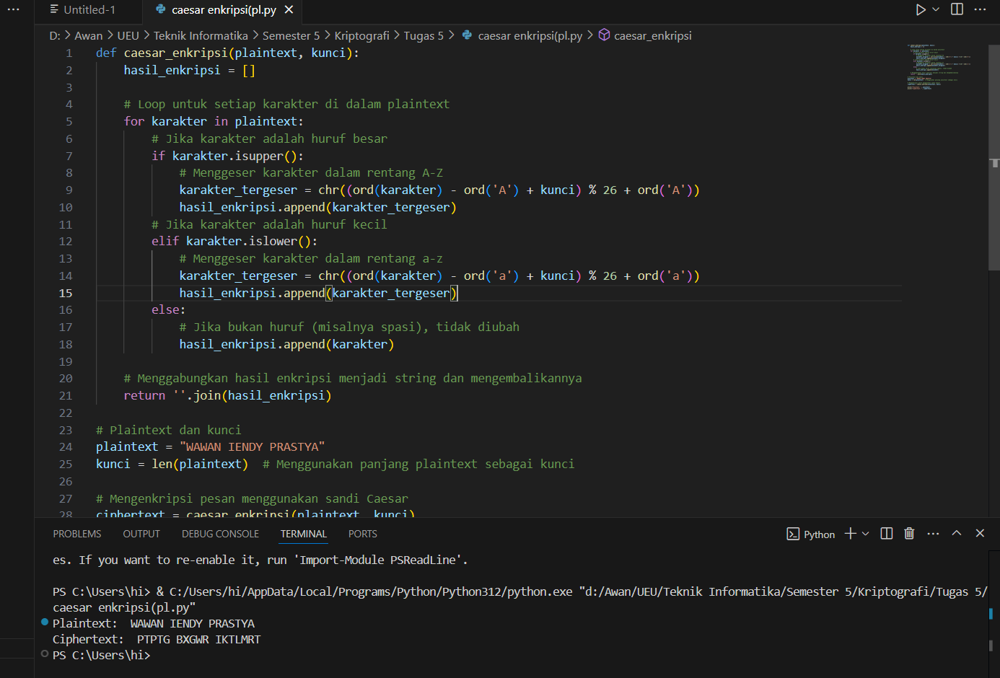 Untitled-1
caesar enkripsi(pl.py
D: > Awan > UEU > Teknik Informatika > Semester 5 > Kriptografi > Tugas 5 > caesar enkripsi(pl.py > caesar_enkripsi
1 def caesar_enkripsi(plaintext, kunci):
2     hasil_enkripsi = []
3
4     # Loop untuk setiap karakter di dalam plaintext
5     for karakter in plaintext:
6         # Jika karakter adalah huruf besar
7         if karakter.isupper():
8             # Menggeser karakter dalam rentang A-Z
9             karakter_tergeser = chr((ord(karakter) - ord('A') + kunci) % 26 + ord('A'))
10             hasil_enkripsi.append(karakter_tergeser)
11         # Jika karakter adalah huruf kecil
12         elif karakter.islower():
13             # Menggeser karakter dalam rentang a-z
14             karakter_tergeser = chr((ord(karakter) - ord('a') + kunci) % 26 + ord('a'))
15             hasil_enkripsi.append(karakter_tergeser)
16         else:
17             # Jika bukan huruf (misalnya spasi), tidak diubah
18             hasil_enkripsi.append(karakter)
19
20     # Menggabungkan hasil enkripsi menjadi string dan mengembalikannya
21     return ''.join(hasil_enkripsi)
22
23 # Plaintext dan kunci
24 plaintext = "WAWAN IENDY PRASTYA"
25 kunci = len(plaintext)  # Menggunakan panjang plaintext sebagai kunci
26
27 # Mengenkripsi pesan menggunakan sandi Caesar
28 ciphertext = caesar_enkripsi(plaintext, kunci)
PROBLEMS OUTPUT DEBUG CONSOLE TERMINAL PORTS
Python
es. If you want to re-enable it, run 'Import-Module PSReadLine'.
PS C:\Users\hi> & C:/Users/hi/AppData/Local/Programs/Python/Python312/python.exe "d:/Awan/UEU/Teknik Informatika/Semester 5/Kriptografi/Tugas 5/
caesar enkripsi(pl.py"
Plaintext:  WAWAN IENDY PRASTYA
Ciphertext:  PTPTG BXGWR IKTLMRT
PS C:\Users\hi>